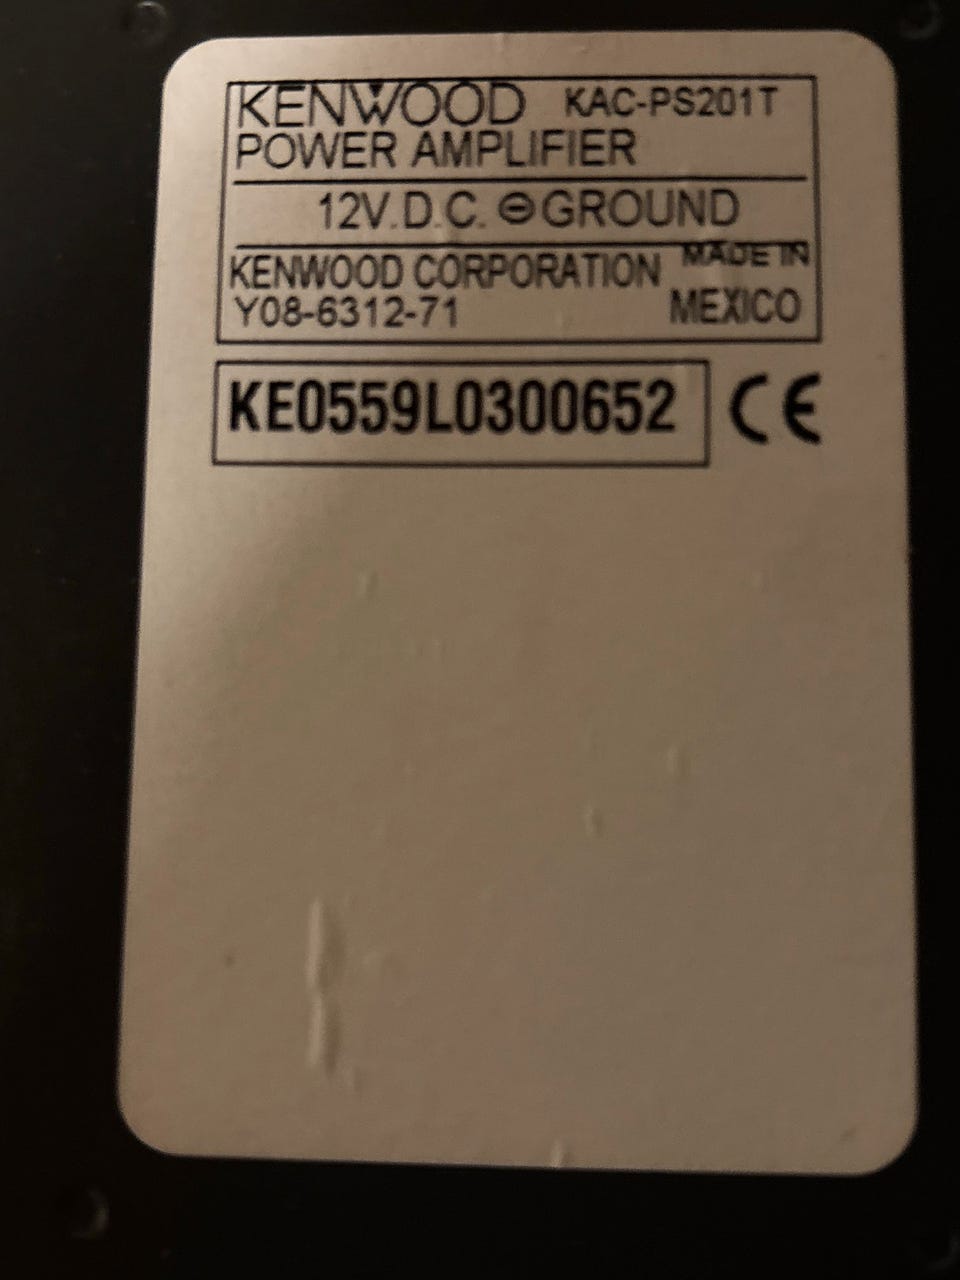 KENWOOD KAC-PS201T
POWER AMPLIFIER
12V.D.C. ⊖GROUND
KENWOOD CORPORATION MADE IN
Y08-6312-71 MEXICO
KE0559L0300652 CE